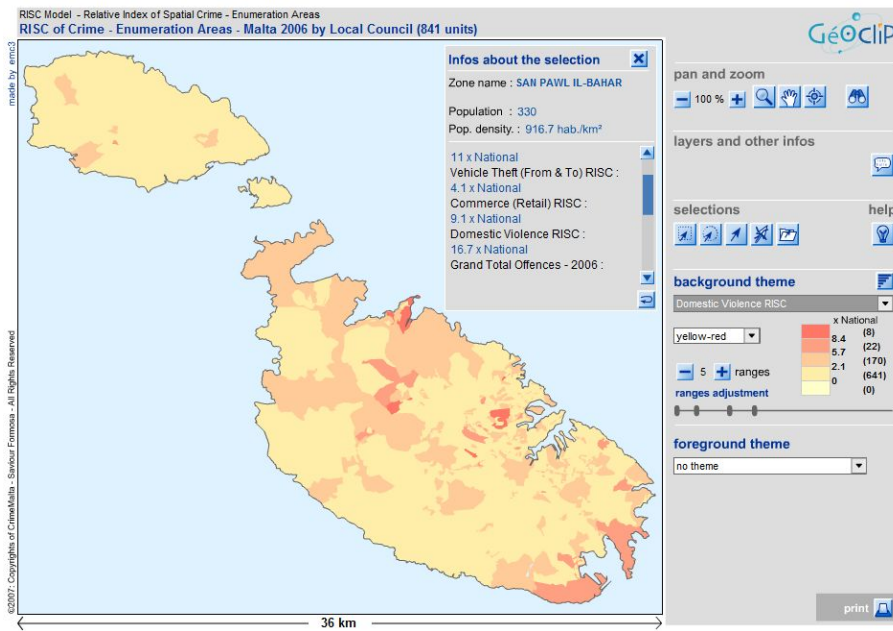 RISC Model - Relative Index of Spatial Crime - Enumeration Areas
RISC of Crime - Enumeration Areas - Malta 2006 by Local Council (841 units)
made by emc3
©2007: Copyrights of CrimeMalta - Saviour Formosa - All Rights Reserved
Infos about the selection
Zone name : SAN PAWL IL-BAHAR
Population : 330
Pop. density. : 916.7 hab./km²
11 x National
Vehicle Theft (From & To) RISC :
4.1 x National
Commerce (Retail) RISC :
9.1 x National
Domestic Violence RISC :
16.7 x National
Grand Total Offences - 2006 :
36 km
GéOclip
pan and zoom
100 %
layers and other infos
selections
help
background theme
Domestic Violence RISC
yellow-red
x National
(8)
8.4
(22)
5.7
(170)
2.1
(641)
0
(0)
5 ranges
ranges adjustment
foreground theme
no theme
print